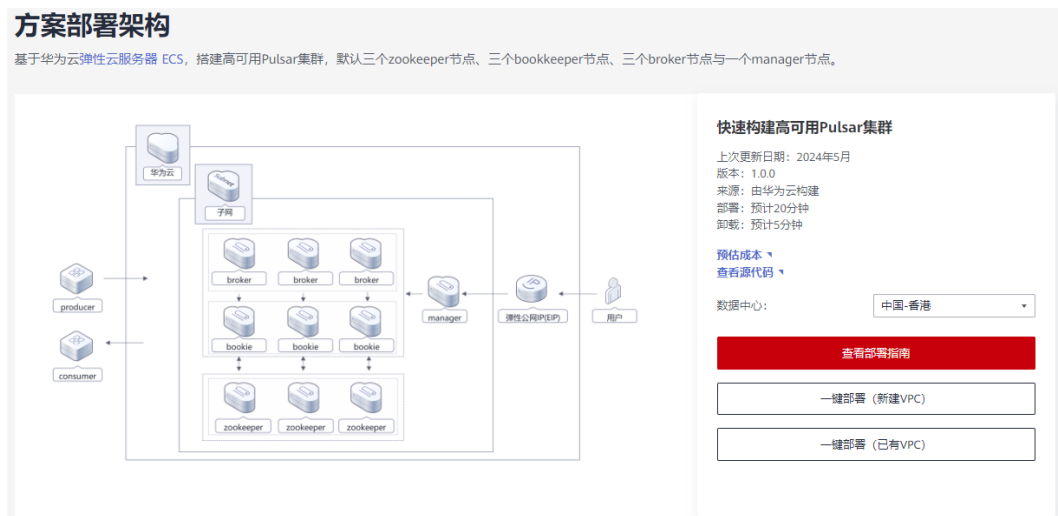 方案部署架构
基于华为云弹性云服务器 ECS，搭建高可用Pulsar集群，默认三个zookeeper节点、三个bookkeeper节点、三个broker节点与一个manager节点。
华为云
Subnet
子网
broker broker broker
bookie bookie bookie
zookeeper zookeeper zookeeper
producer
consumer
manager
IP
弹性公网IP(EIP)
用户
快速构建高可用Pulsar集群
上次更新日期：2024年5月
版本：1.0.0
来源：由华为云构建
部署：预计20分钟
卸载：预计5分钟
预估成本
查看源代码
数据中心： 中国-香港
查看部署指南
一键部署（新建VPC）
一键部署（已有VPC）